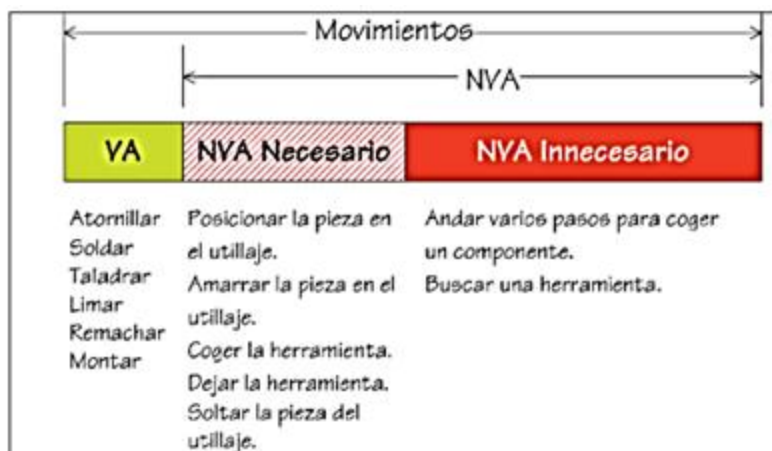 Movimientos
NVA
VA
NVA Necesario
NVA Innecesario
Atornillar
Soldar
Taladrar
Limar
Remachar
Montar
Posicionar la pieza en
el utillaje.
Amarrar la pieza en el
utillaje.
Coger la herramienta.
Dejar la herramienta.
Soltar la pieza del
utillaje.
Andar varios pasos para coger
un componente.
Buscar una herramienta.